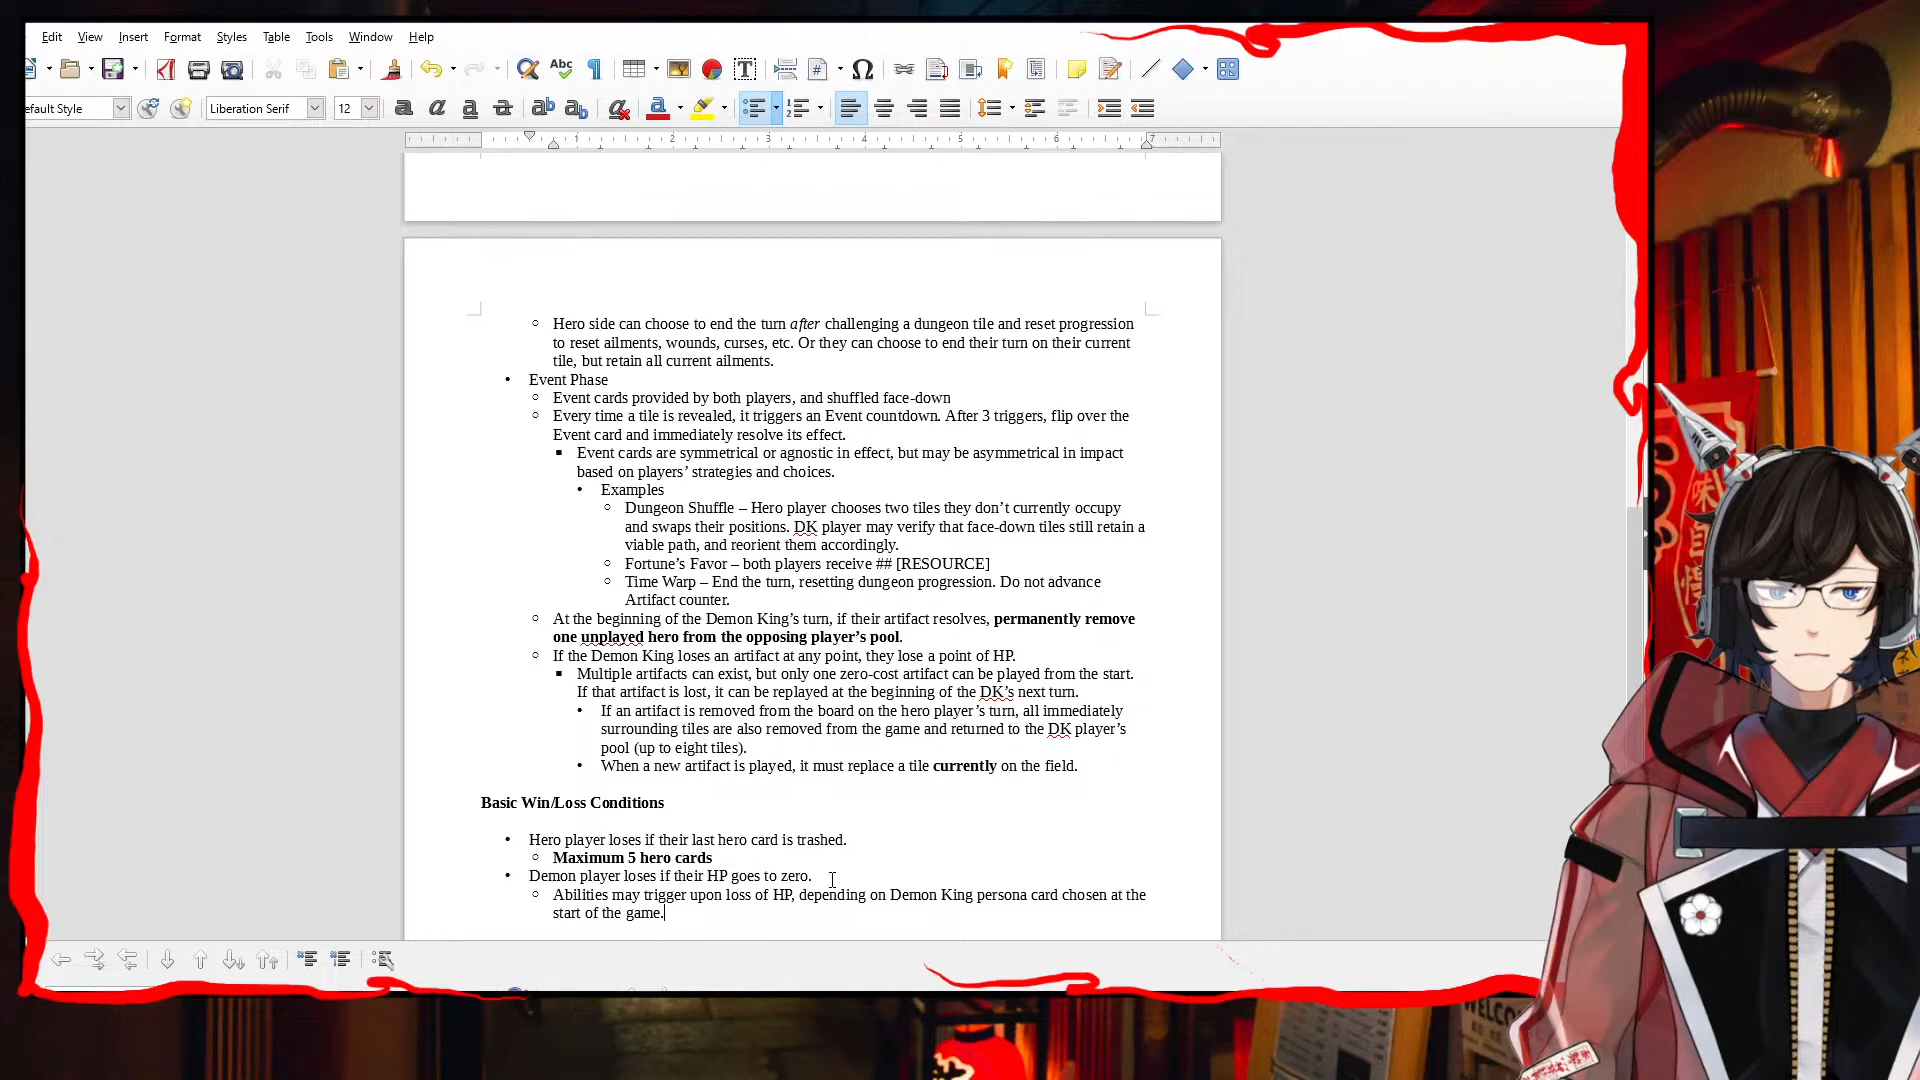 Edit View Insert Format Styles Table Tools Window Help
Abc
efault Style Liberation Serif 12
1 2 3 4 5 6 7
Hero side can choose to end the turn after challenging a dungeon tile and reset progression
to reset ailments, wounds, curses, etc. Or they can choose to end their turn on their current
tile, but retain all current ailments.
• Event Phase
Event cards provided by both players, and shuffled face-down
Every time a tile is revealed, it triggers an Event countdown. After 3 triggers, flip over the
Event card and immediately resolve its effect.
Event cards are symmetrical or agnostic in effect, but may be asymmetrical in impact
based on players’ strategies and choices.
• Examples
Dungeon Shuffle – Hero player chooses two tiles they don’t currently occupy
and swaps their positions. DK player may verify that face-down tiles still retain a
viable path, and reorient them accordingly.
Fortune’s Favor – both players receive ## [RESOURCE]
Time Warp – End the turn, resetting dungeon progression. Do not advance
Artifact counter.
At the beginning of the Demon King’s turn, if their artifact resolves, permanently remove
one unplayed hero from the opposing player’s pool.
If the Demon King loses an artifact at any point, they lose a point of HP.
Multiple artifacts can exist, but only one zero-cost artifact can be played from the start.
If that artifact is lost, it can be replayed at the beginning of the DK’s next turn.
• If an artifact is removed from the board on the hero player’s turn, all immediately
surrounding tiles are also removed from the game and returned to the DK player’s
pool (up to eight tiles).
• When a new artifact is played, it must replace a tile currently on the field.
Basic Win/Loss Conditions
• Hero player loses if their last hero card is trashed.
Maximum 5 hero cards
• Demon player loses if their HP goes to zero.
Abilities may trigger upon loss of HP, depending on Demon King persona card chosen at the
start of the game.